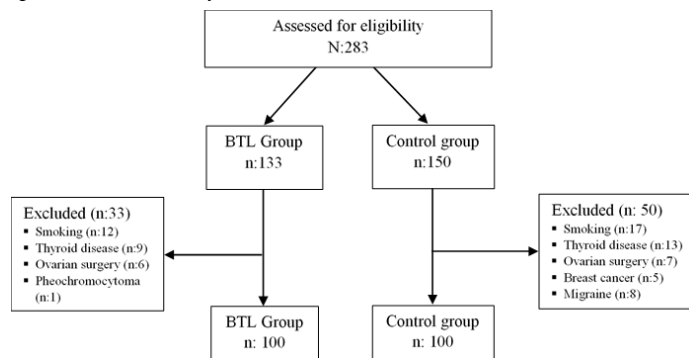 Assessed for eligibility
N:283
BTL Group
n:133
Control group
n:150
Excluded (n:33)
▪ Smoking (n:12)
▪ Thyroid disease (n:9)
▪ Ovarian surgery (n:6)
▪ Pheochromocytoma
(n:1)
Excluded (n: 50)
▪ Smoking (n:17)
▪ Thyroid disease (n:13)
▪ Ovarian surgery (n:7)
▪ Breast cancer (n:5)
▪ Migraine (n:8)
BTL Group
n: 100
Control group
n: 100